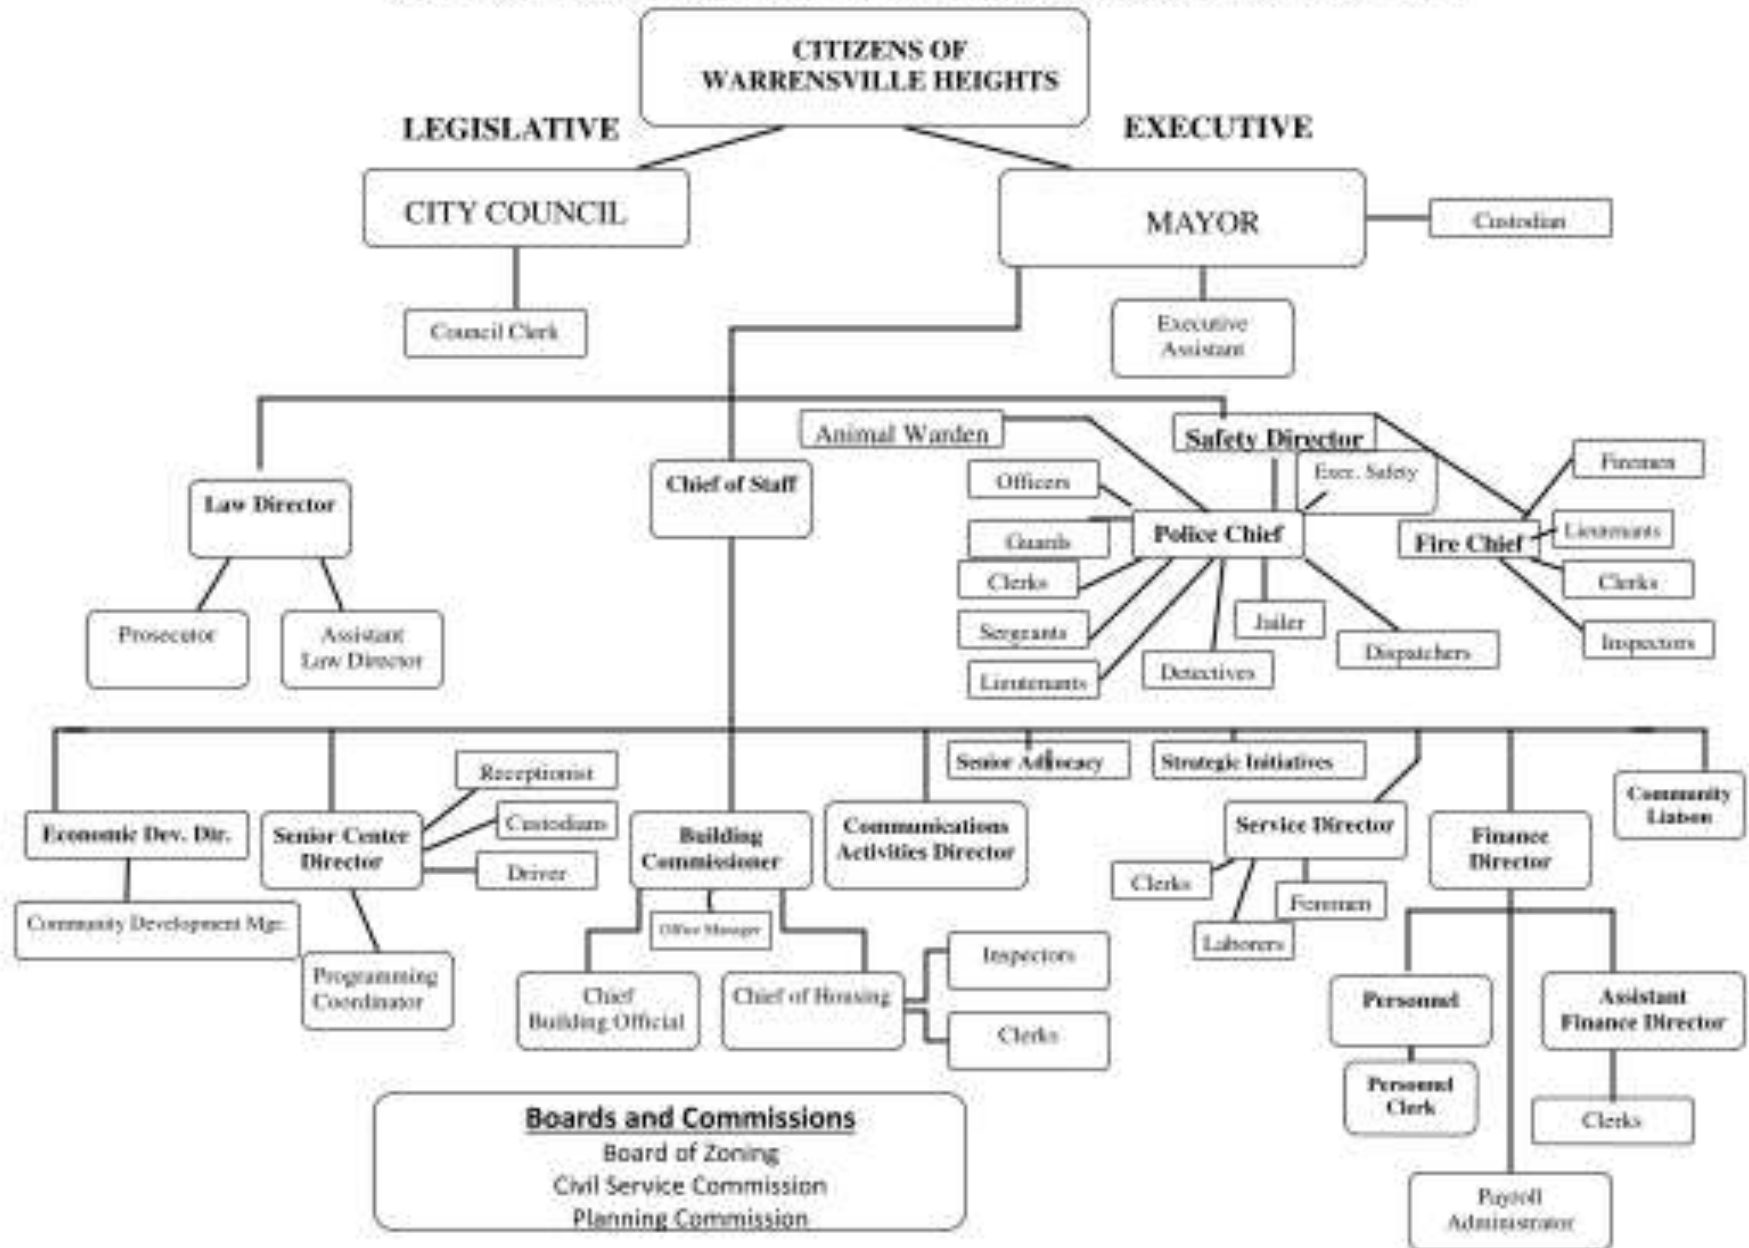 CITIZENS OF
WARRENSVILLE HEIGHTS
LEGISLATIVE
EXECUTIVE
CITY COUNCIL
MAYOR
Custodian
Council Clerk
Executive
Assistant
Animal Warden
Safety Director
Law Director
Chief of Staff
Officers
Exec. Safety
Firemen
Guards
Police Chief
Fire Chief
Lieutenants
Clerks
Clerks
Sergeants
Jailer
Inspectors
Lieutenants
Detectives
Dispatchers
Prosecutor
Assistant
Law Director
Receptionist
Senior Advocacy
Strategic Initiatives
Community
Liaison
Economic Dev. Dir.
Senior Center
Director
Custodians
Driver
Building
Commissioner
Communications
Activities Director
Service Director
Finance
Director
Clerks
Foremen
Laborers
Community Development Mgr.
Programming
Coordinator
Office Manager
Chief
Building Official
Chief of Housing
Inspectors
Clerks
Personnel
Assistant
Finance Director
Personnel
Clerk
Clerks
Payroll
Administrator
Boards and Commissions
Board of Zoning
Civil Service Commission
Planning Commission